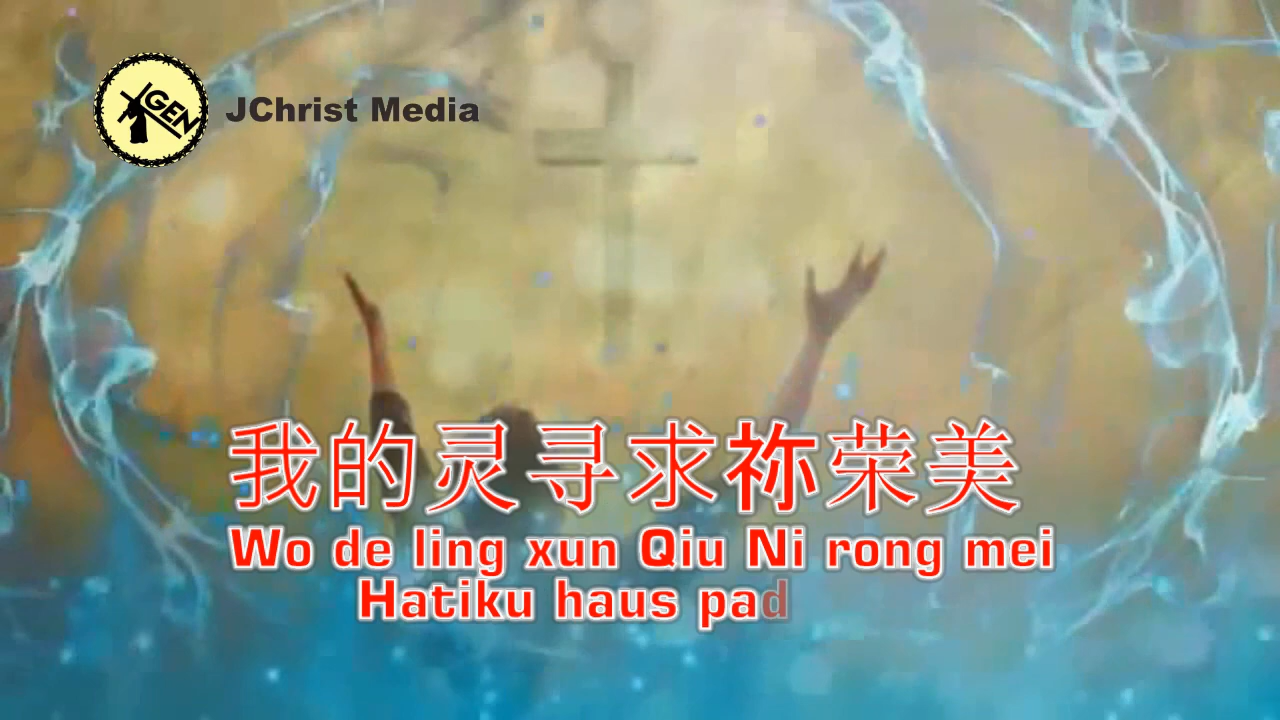 GEN
JChrist Media
我的灵寻求祢荣美
Wo de ling xun Qiu Ni rong mei
Hatiku haus pad